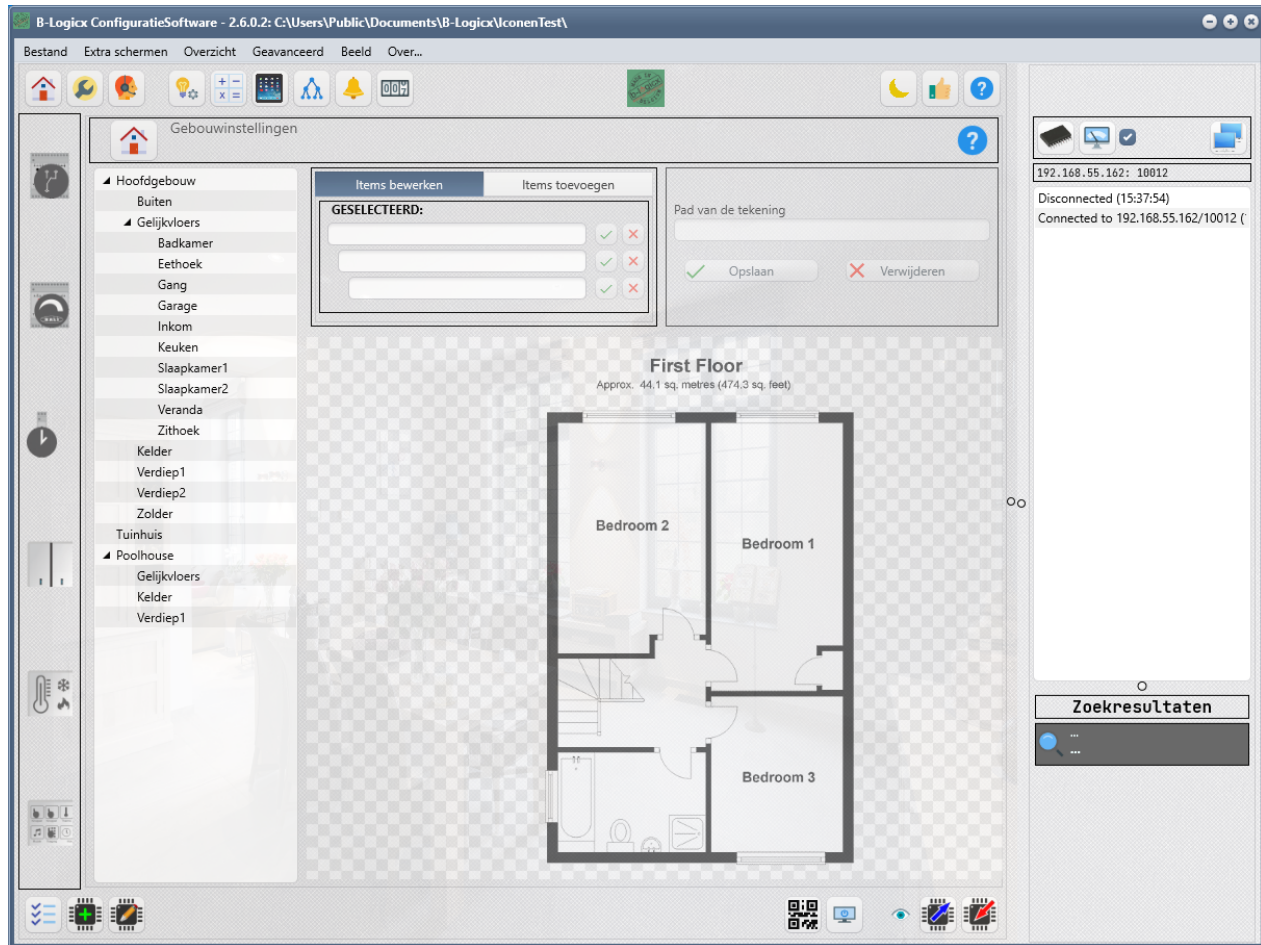 B-Logicx ConfiguratieSoftware - 2.6.0.2: C:\Users\Public\Documents\B-Logicx\IconenTest\
Bestand Extra schermen Overzicht Geavanceerd Beeld Over...
Gebouwinstellingen
Hoofdgebouw
Buiten
Gelijkvloers
Badkamer
Eethoek
Gang
Garage
Inkom
Keuken
Slaapkamer1
Slaapkamer2
Veranda
Zithoek
Kelder
Verdiep1
Verdiep2
Zolder
Tuinhuis
Poolhouse
Gelijkvloers
Kelder
Verdiep1
Items bewerken Items toevoegen
GESELECTEERD:
Pad van de tekening
Opslaan Verwijderen
First Floor
Approx. 44.1 sq. metres (474.3 sq. feet)
Bedroom 2
Bedroom 1
Bedroom 3
192.168.55.162: 10012
Disconnected (15:37:54)
Connected to 192.168.55.162/10012 (
Zoekresultaten
...
...